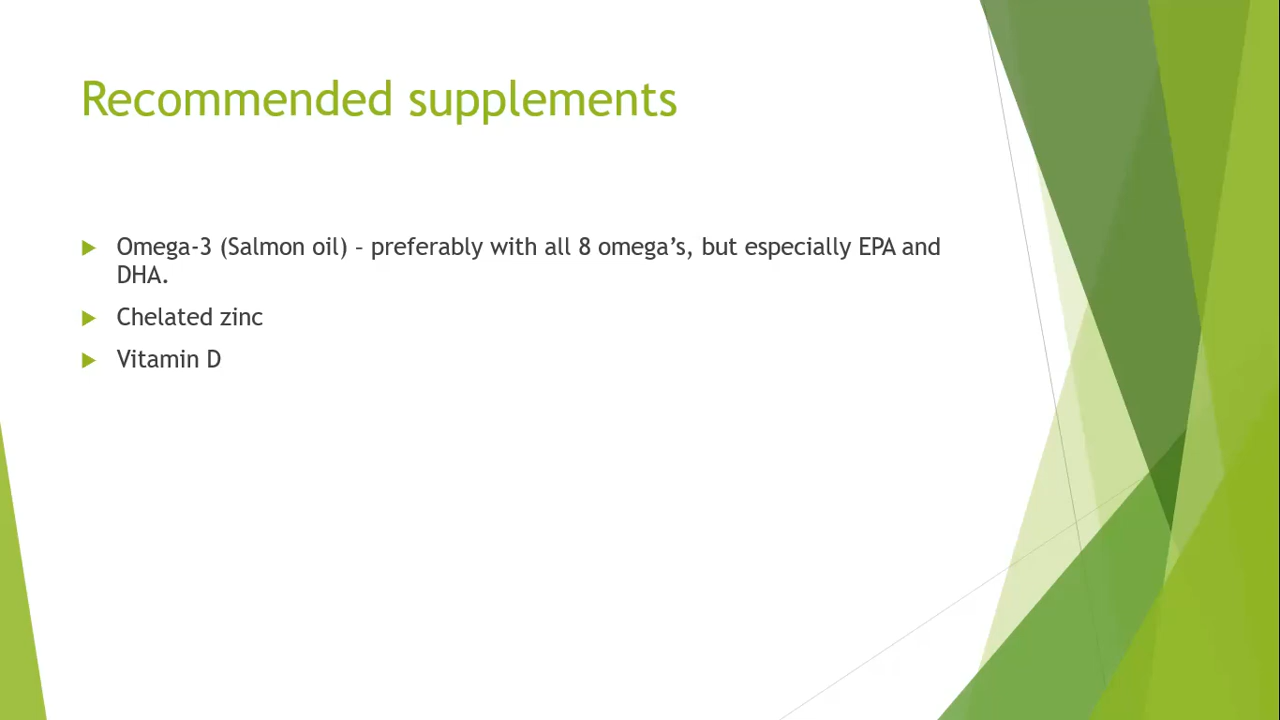 Recommended supplements
Omega-3 (Salmon oil) – preferably with all 8 omega’s, but especially EPA and
DHA.
Chelated zinc
Vitamin D